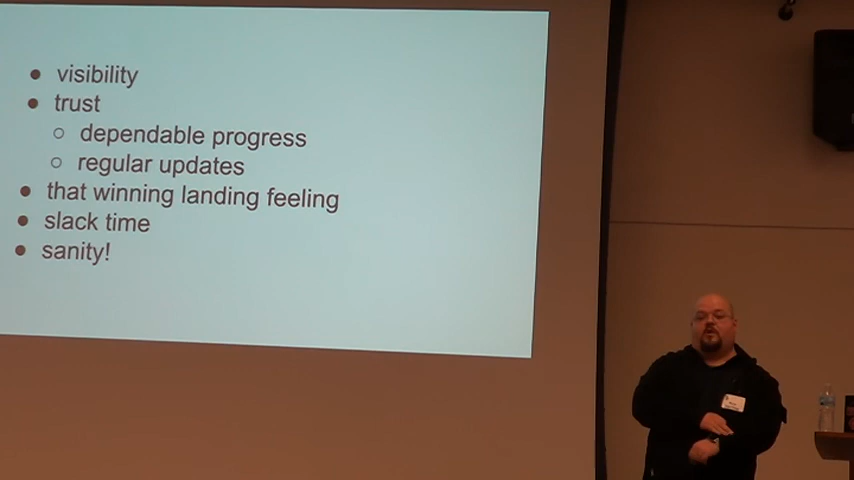 visibility
trust
dependable progress
regular updates
that winning landing feeling
slack time
sanity!